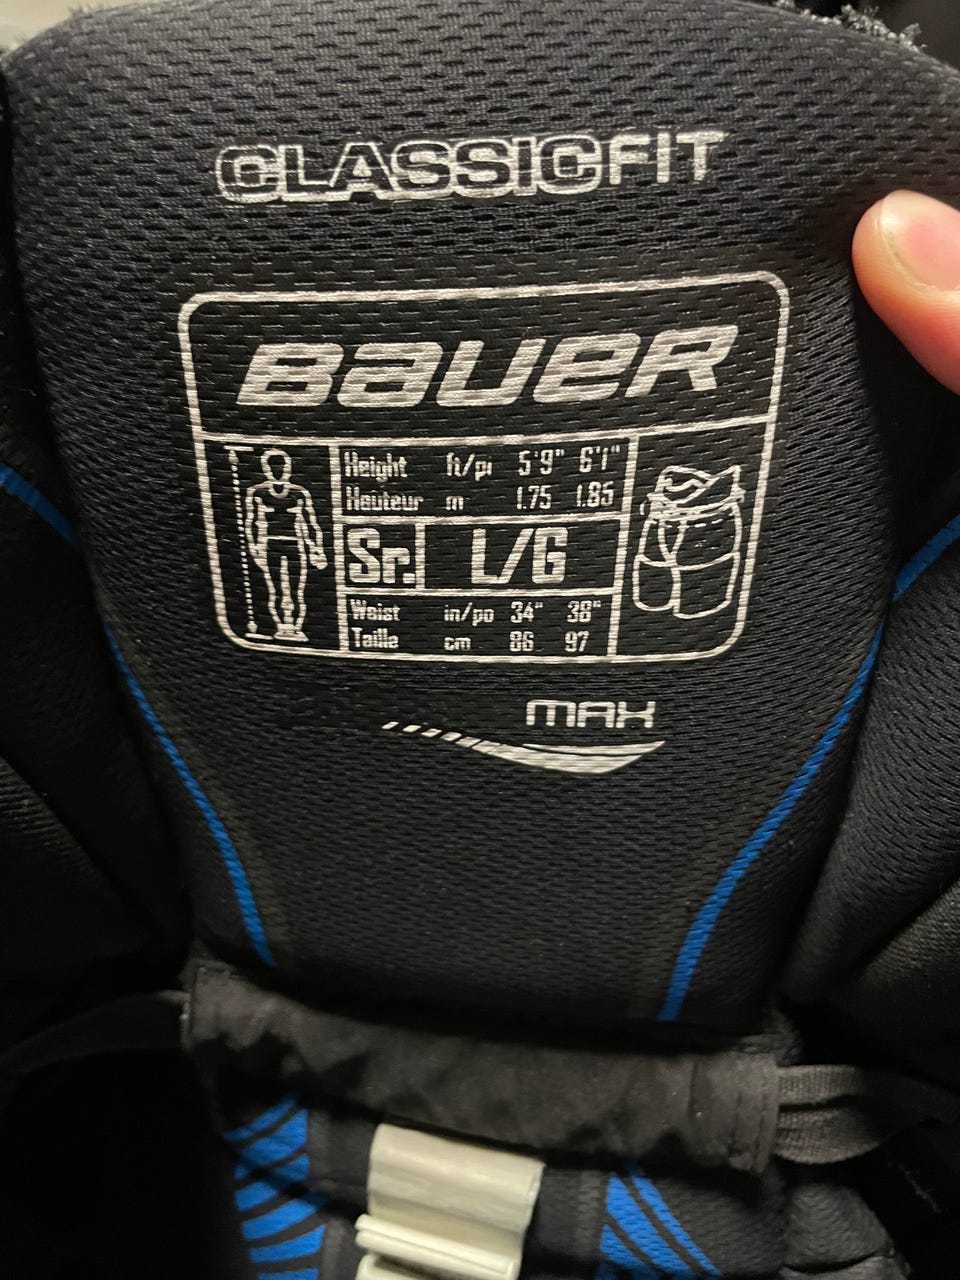 CLASSICFIT
BAUER
Height ft/pi 5'9" 6'1"
Hauteur m 1.75 1.85
Sr. L/G
Waist in/po 34" 38"
Taille cm 86 97
MAX